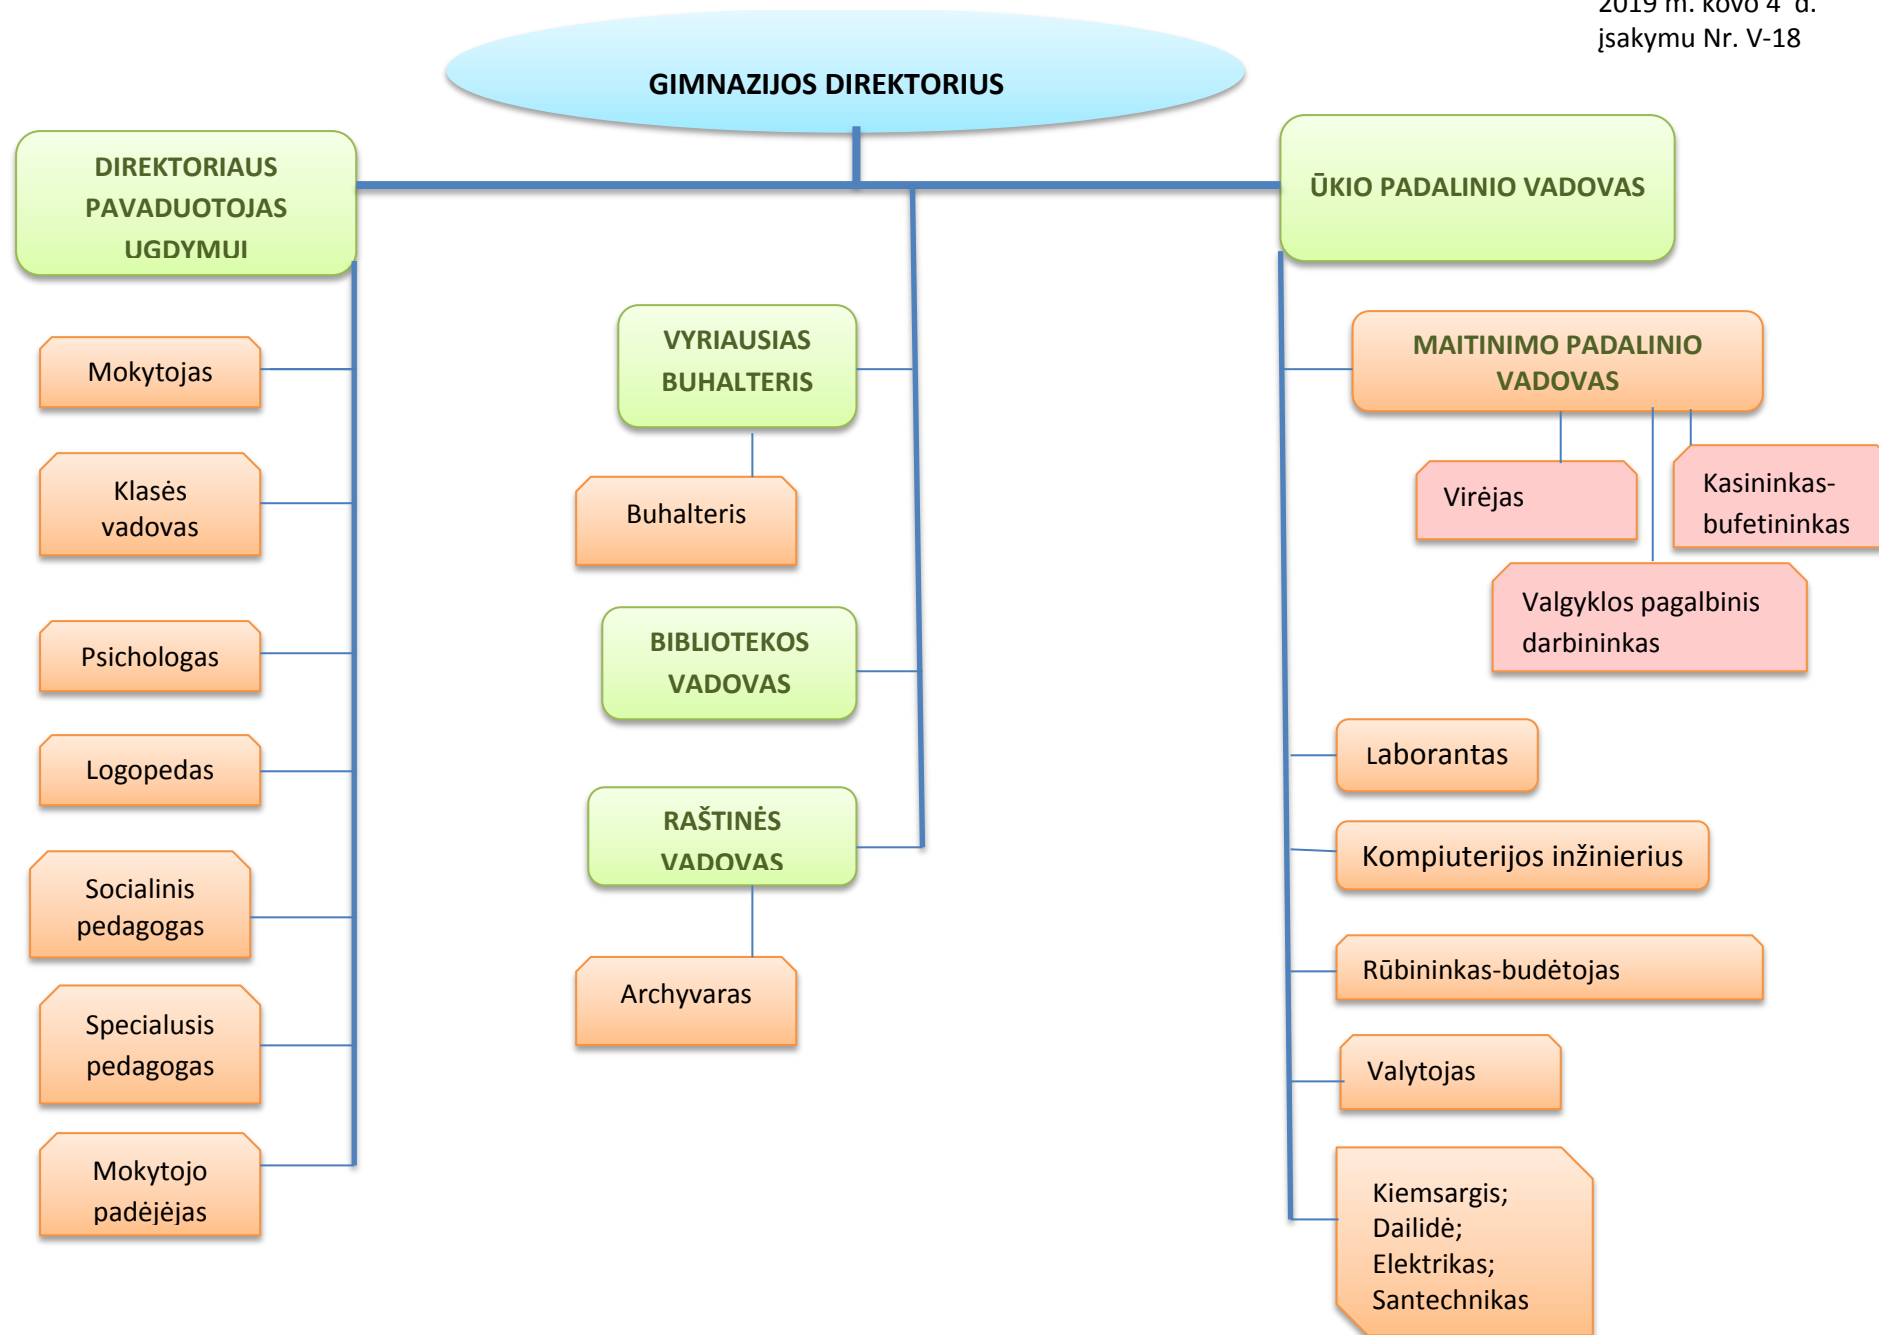 2019 m. kovo 4 d.
įsakymu Nr. V-18
GIMNAZIJOS DIREKTORIUS
DIREKTORIAUS
PAVADUOTOJAS
UGDYMUI
ŪKIO PADALINIO VADOVAS
Mokytojas
Klasės
vadovas
Psichologas
Logopedas
Socialinis
pedagogas
Specialusis
pedagogas
Mokytojo
padėjėjas
VYRIAUSIAS
BUHALTERIS
Buhalteris
BIBLIOTEKOS
VADOVAS
RAŠTINĖS
VADOVAS
Archyvaras
MAITINIMO PADALINIO
VADOVAS
Virėjas
Kasininkas-
bufetininkas
Valgyklos pagalbinis
darbininkas
Laborantas
Kompiuterijos inžinierius
Rūbininkas-budėtojas
Valytojas
Kiemsargis;
Dailidė;
Elektrikas;
Santechnikas